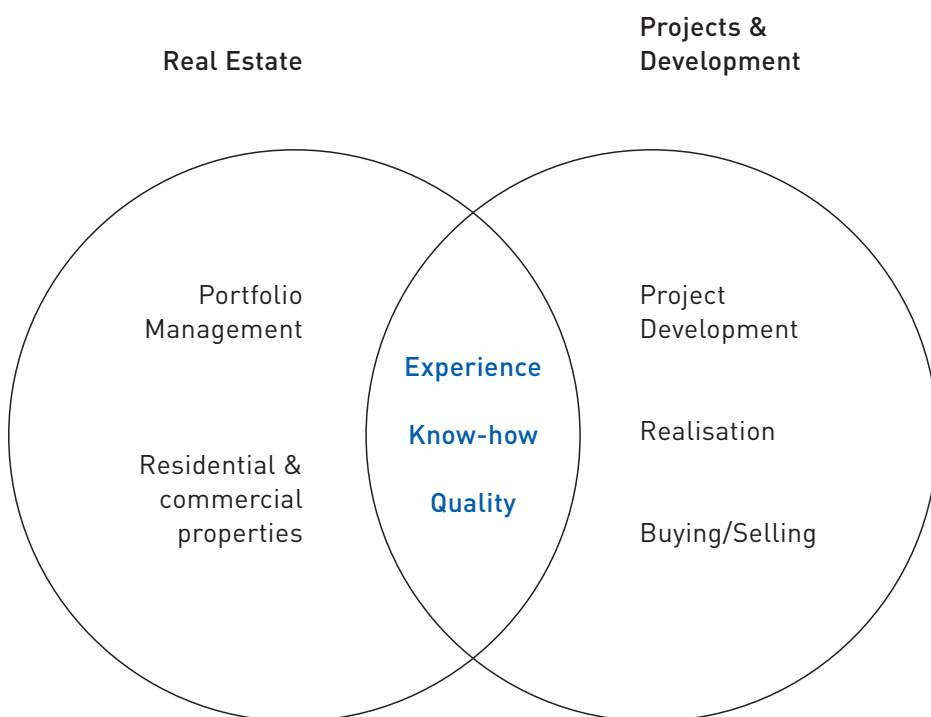 Real Estate
Projects &
Development
Portfolio
Management
Residential &
commercial
properties
Experience
Know-how
Quality
Project
Development
Realisation
Buying/Selling